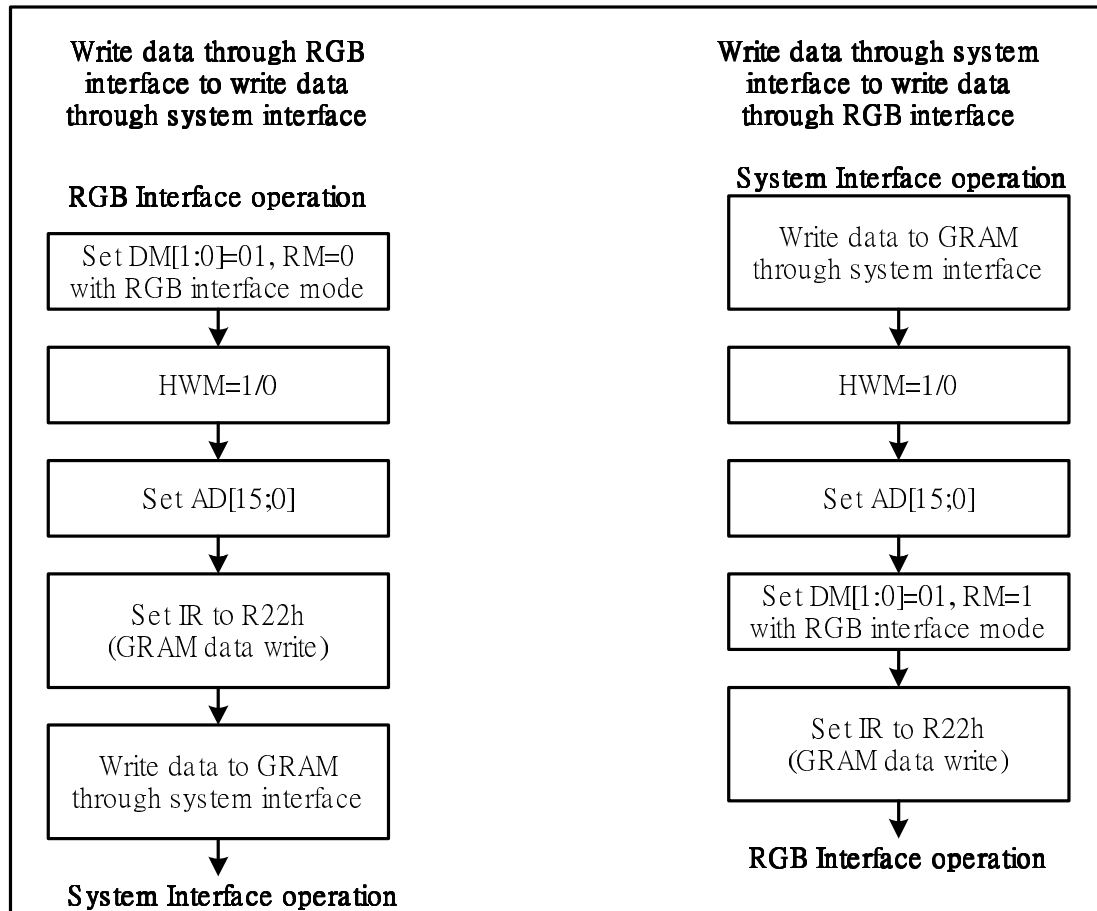 Write data through RGB
interface to write data
through system interface
RGB Interface operation
Set DM[1:0]=01, RM=0
with RGB interface mode
HWM=1/0
Set AD[15;0]
Set IR to R22h
(GRAM data write)
Write data to GRAM
through system interface
System Interface operation
Write data through system
interface to write data
through RGB interface
System Interface operation
Write data to GRAM
through system interface
HWM=1/0
Set AD[15;0]
Set DM[1:0]=01, RM=1
with RGB interface mode
Set IR to R22h
(GRAM data write)
RGB Interface operation